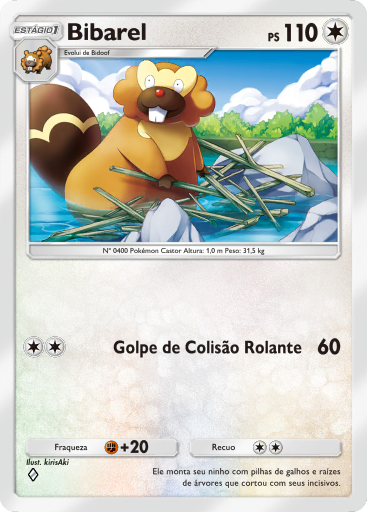 ESTÁGIO 1
Bibarel
PS 110
Evolui de Bidoof
Nº 0400 Pokémon Castor Altura: 1,0 m Peso: 31,5 kg
Golpe de Colisão Rolante 60
Fraqueza +20
Recuo
Ilust. kirisAki
Ele monta seu ninho com pilhas de galhos e raízes
de árvores que cortou com seus incisivos.